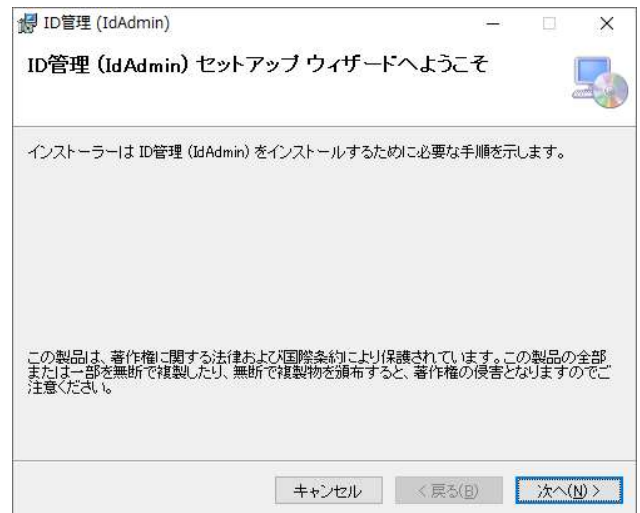 ID管理 (IdAdmin)
ID管理 (IdAdmin) セットアップ ウィザードへようこそ
インストーラーは ID管理 (IdAdmin) をインストールするために必要な手順を示します。
この製品は、著作権に関する法律および国際条約により保護されています。この製品の全部
または一部を無断で複製したり、無断で複製物を頒布すると、著作権の侵害となりますのでご
注意ください。
キャンセル < 戻る(B) 次へ(N) >